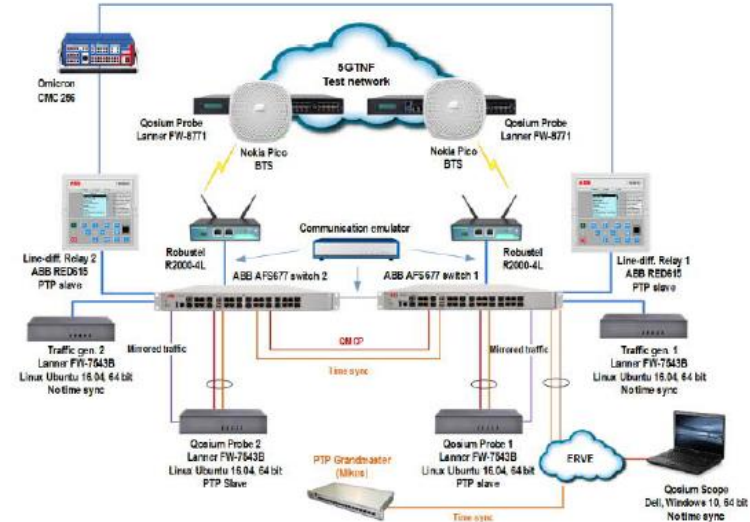 5GTNF
Test network
Omicron
CMC 256
Qosium Probe
Lanner FW-8771
Nokia Pico
BTS
Nokia Pico
BTS
Qosium Probe
Lanner FW-8771
ABB
ABB
Communication emulator
Robustel
R2000-4L
Robustel
R2000-4L
Line-diff. Relay 2
ABB RED615
PTP slave
Line-diff. Relay 1
ABB RED615
PTP slave
ABB AFS677 switch 2
ABB AFS677 switch 1
QMCP
Mirrored traffic
Mirrored traffic
Time sync
Traffic gen. 2
Lanner FW-7543B
Linux Ubuntu 16.04, 64 bit
No time sync
Traffic gen. 1
Lanner FW-7543B
Linux Ubuntu 16.04, 64 bit
No time sync
Qosium Probe 2
Lanner FW-7543B
Linux Ubuntu 16.04, 64 bit
PTP Slave
Qosium Probe 1
Lanner FW-7543B
Linux Ubuntu 16.04, 64 bit
PTP slave
PTP Grandmaster
(Mikes)
ERVE
Time sync
Qosium Scope
Dell, Windows 10, 64 bit
No time sync